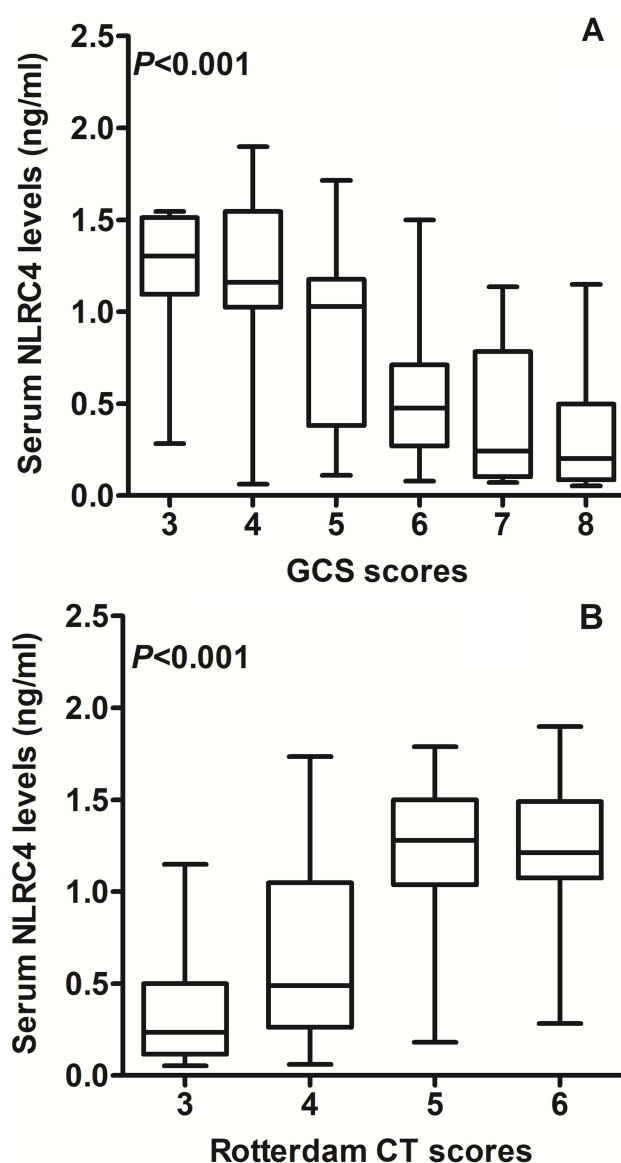 A
P<0.001
Serum NLRC4 levels (ng/ml)
2.5
2.0
1.5
1.0
0.5
0.0
3 4 5 6 7 8
GCS scores
B
P<0.001
Serum NLRC4 levels (ng/ml)
2.5
2.0
1.5
1.0
0.5
0.0
3 4 5 6
Rotterdam CT scores